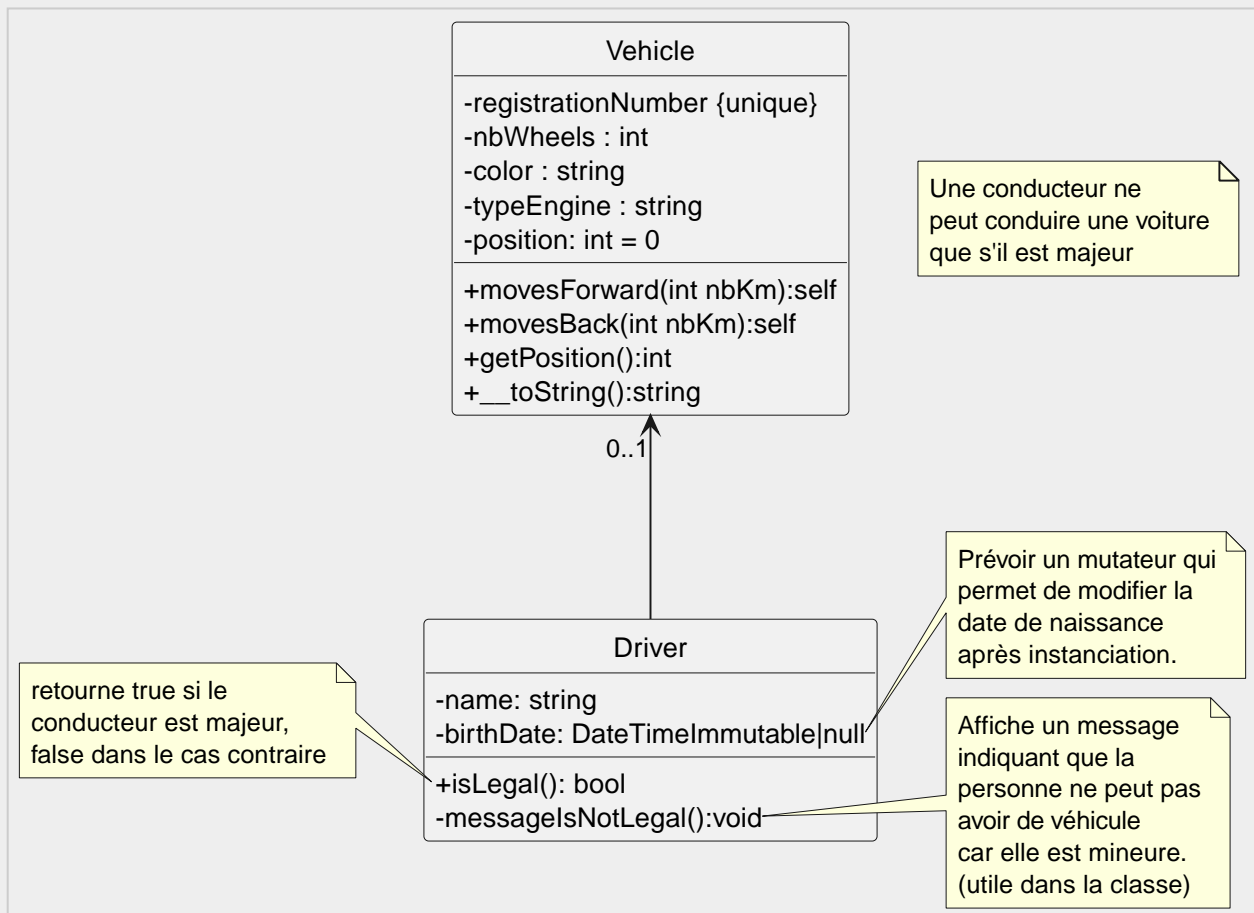 Vehicle
-registrationNumber {unique}
-nbWheels : int
-color : string
-typeEngine : string
-position: int = 0
+movesForward(int nbKm):self
+movesBack(int nbKm):self
+getPosition():int
+__toString():string
Une conducteur ne
peut conduire une voiture
que s'il est majeur
0..1
Driver
-name: string
-birthDate: DateTimeImmutable|null
+isLegal(): bool
-messageIsNotLegal():void
Prévoir un mutateur qui
permet de modifier la
date de naissance
après instanciation.
retourne true si le
conducteur est majeur,
false dans le cas contraire
Affiche un message
indiquant que la
personne ne peut pas
avoir de véhicule
car elle est mineure.
(utile dans la classe)